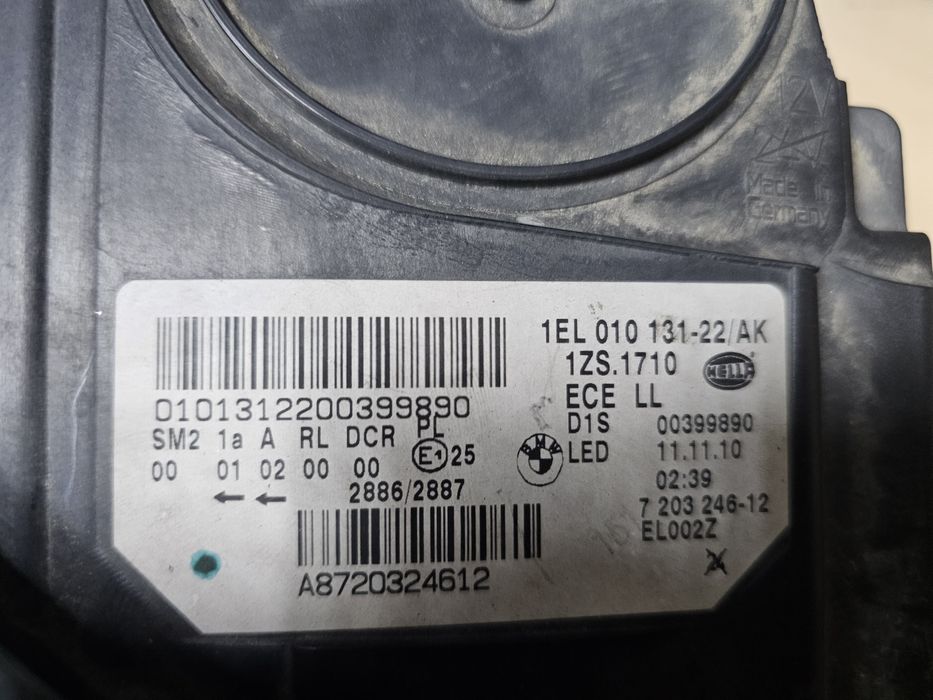 Made in
Germany
1EL 010 131-22/AK
1ZS.1710
HELLA
ECE LL
0101312200399890
D1S 00399890
PL
SM2 1a A RL DCR
E1 25
BMW
LED 11.11.10
00 01 02 00 00
02:39
2886/2887
7 203 246-12
EL002Z
A8720324612